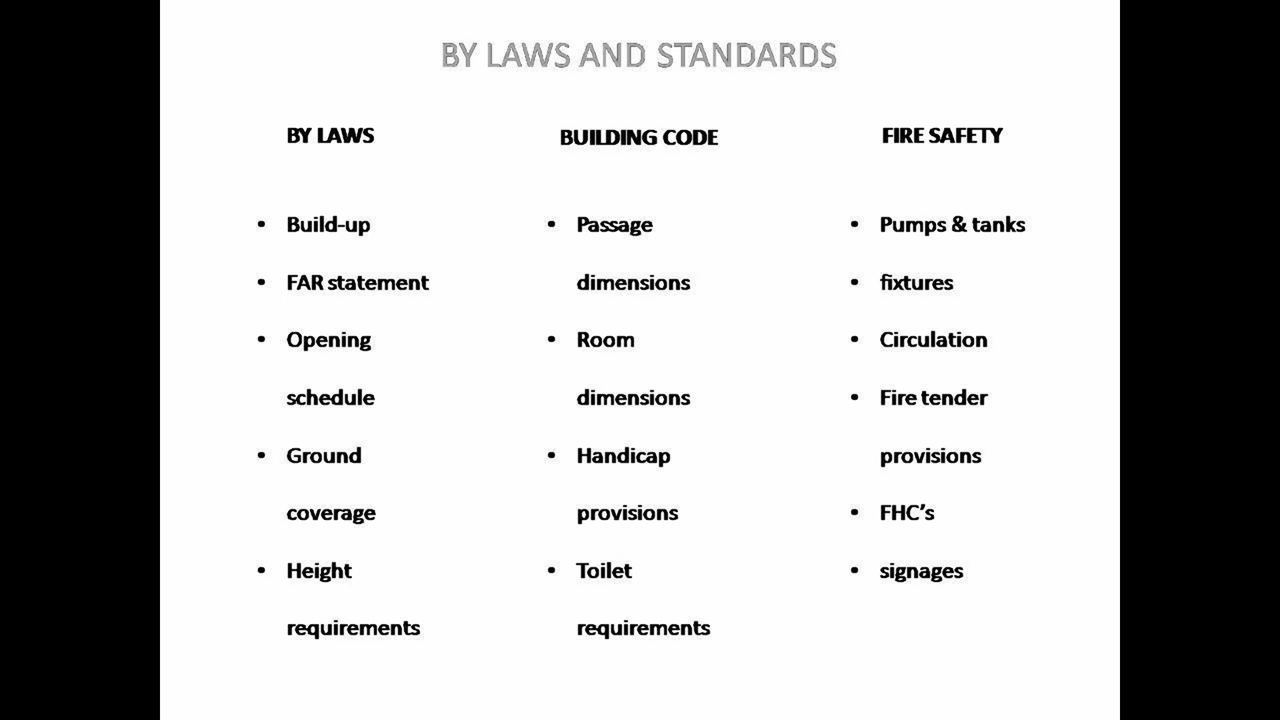 BY LAWS AND STANDARDS
BY LAWS
• Build-up
• FAR statement
• Opening
schedule
• Ground
coverage
• Height
requirements
BUILDING CODE
• Passage
dimensions
• Room
dimensions
• Handicap
provisions
• Toilet
requirements
FIRE SAFETY
• Pumps & tanks
• fixtures
• Circulation
• Fire tender
provisions
• FHC’s
• signages